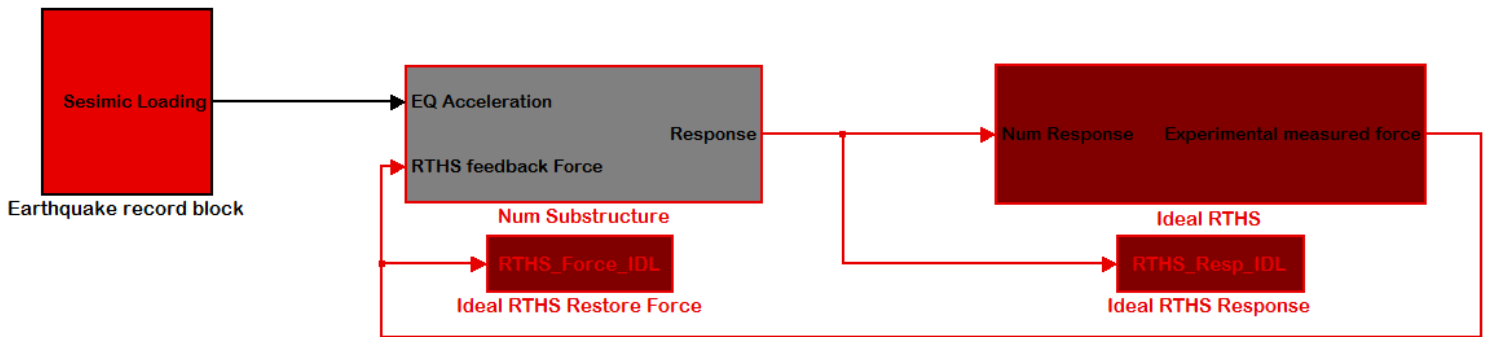 Sesimic Loading
Earthquake record block
EQ Acceleration
Response
RTHS feedback Force
Num Substructure
Num Response
Experimental measured force
Ideal RTHS
RTHS_Force_IDL
Ideal RTHS Restore Force
RTHS_Resp_IDL
Ideal RTHS Response